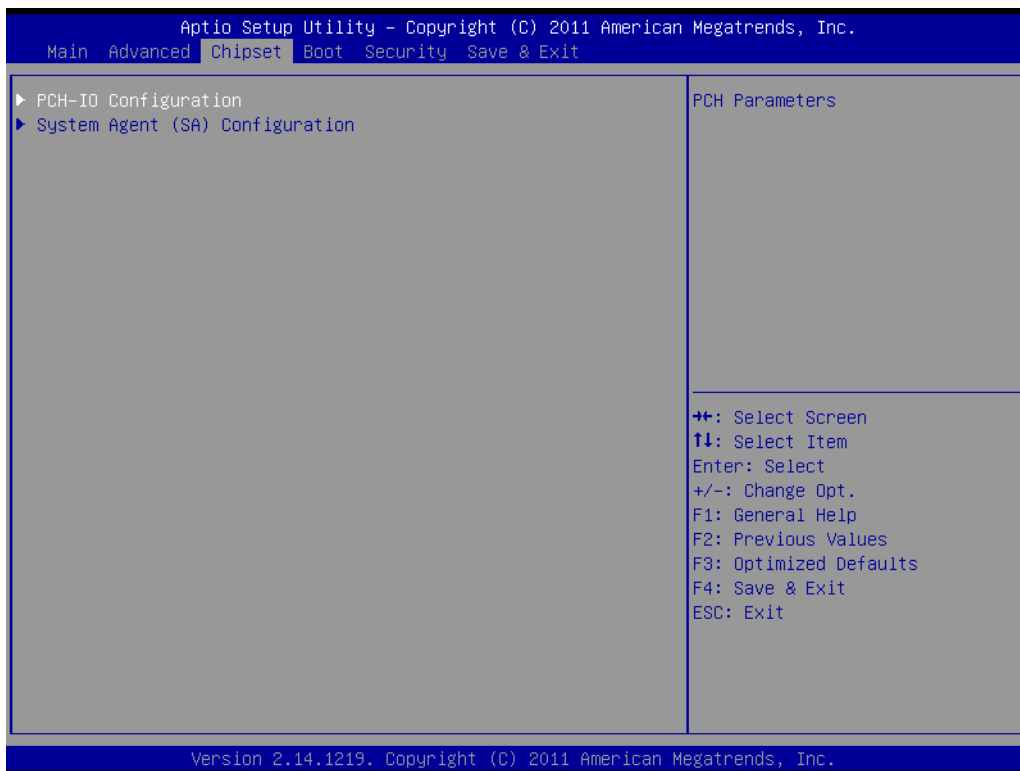 Aptio Setup Utility – Copyright (C) 2011 American Megatrends, Inc.
Main Advanced Chipset Boot Security Save & Exit
► PCH-IO Configuration
► System Agent (SA) Configuration
PCH Parameters
→←: Select Screen
↑↓: Select Item
Enter: Select
+/-: Change Opt.
F1: General Help
F2: Previous Values
F3: Optimized Defaults
F4: Save & Exit
ESC: Exit
Version 2.14.1219. Copyright (C) 2011 American Megatrends, Inc.